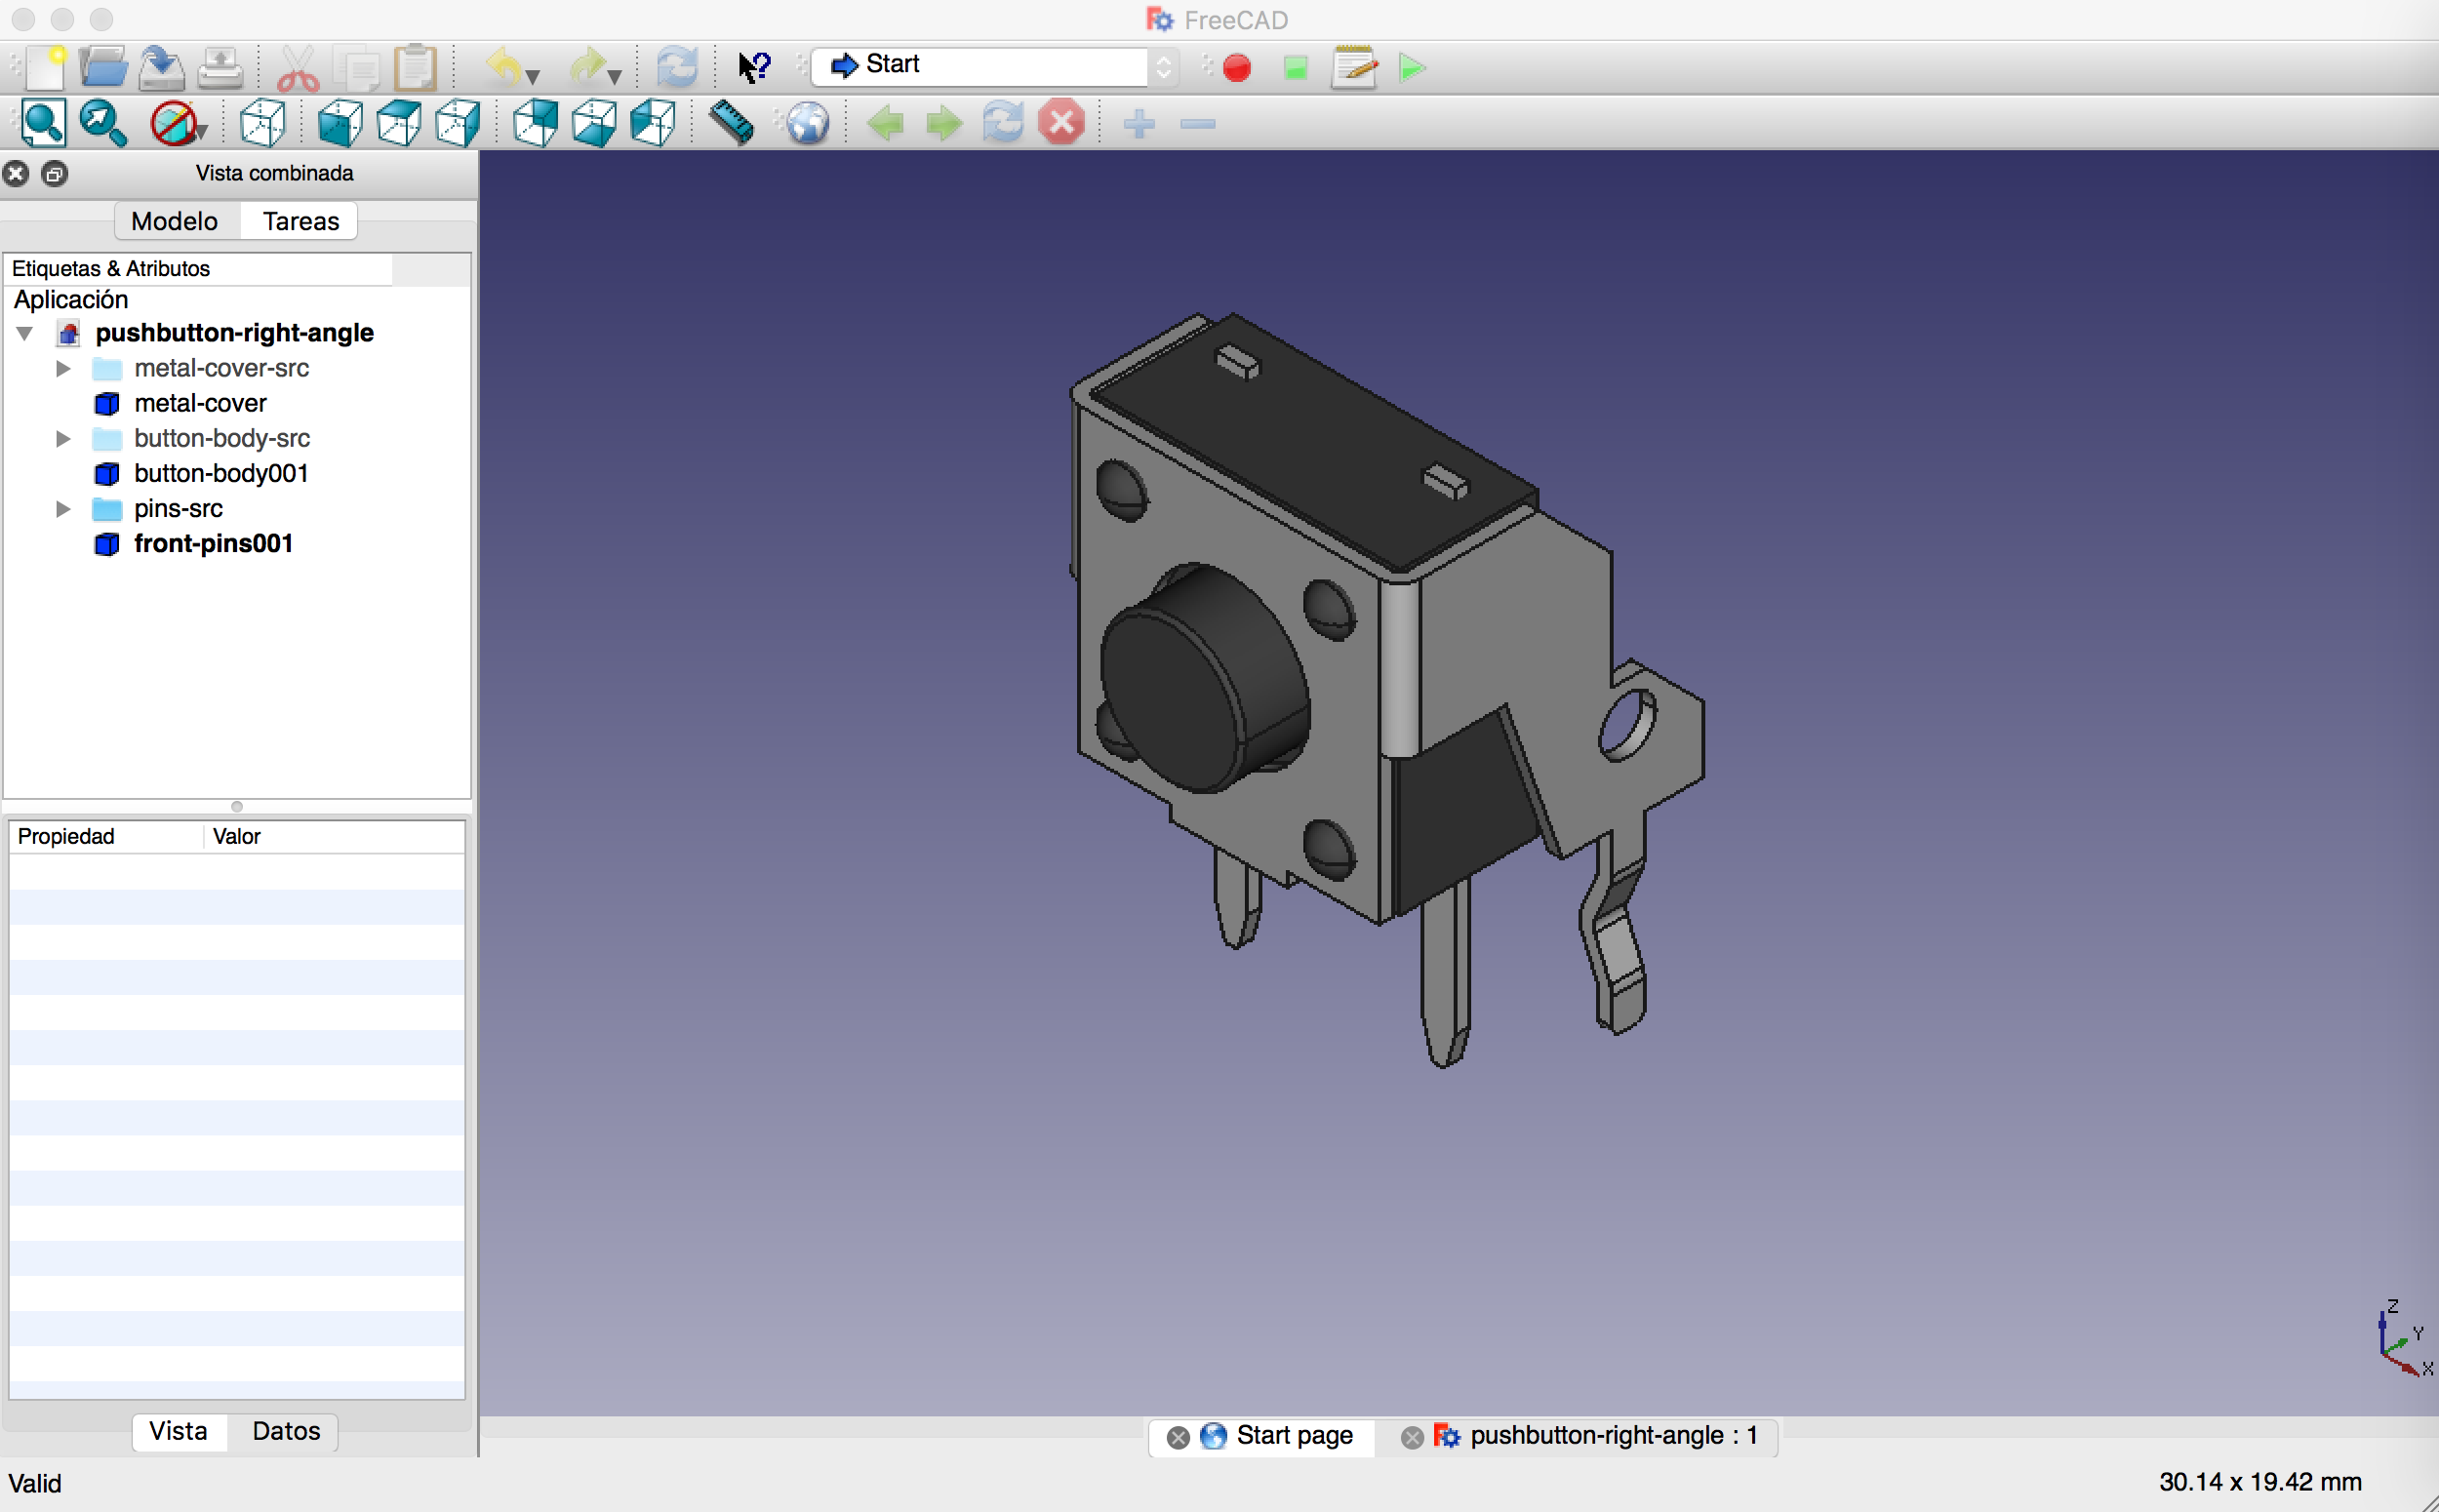 FreeCAD
Start
Vista combinada
Modelo Tareas
Etiquetas & Atributos
Aplicación
pushbutton-right-angle
metal-cover-src
metal-cover
button-body-src
button-body001
pins-src
front-pins001
Propiedad Valor
Z
Y
X
Vista Datos
Start page pushbutton-right-angle : 1
Valid 30.14 x 19.42 mm